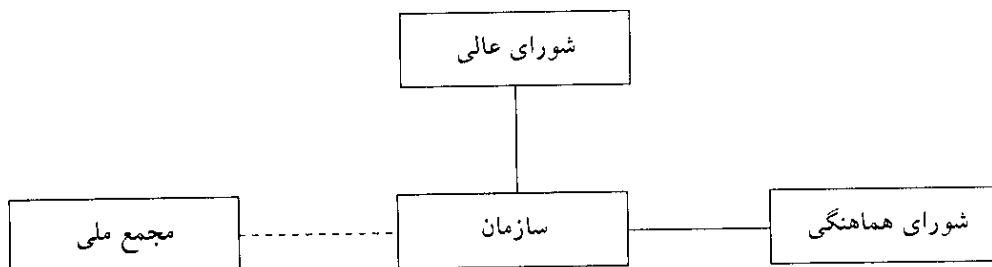 شورای عالی
شورای هماهنگی
سازمان
مجمع ملی